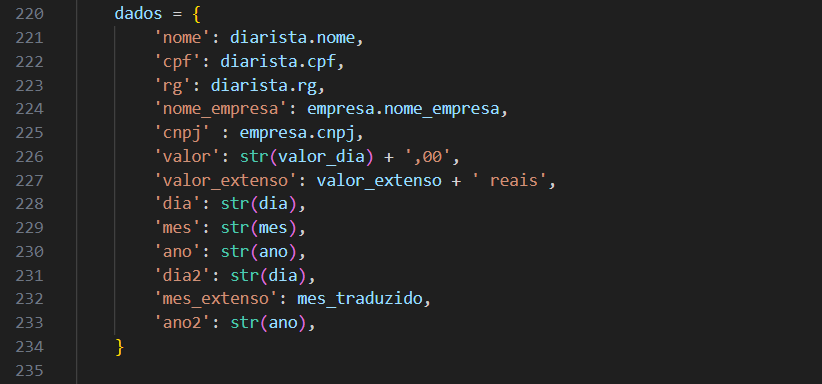 220 dados = {
221 'nome': diarista.nome,
222 'cpf': diarista.cpf,
223 'rg': diarista.rg,
224 'nome_empresa': empresa.nome_empresa,
225 'cnpj' : empresa.cnpj,
226 'valor': str(valor_dia) + ',00',
227 'valor_extenso': valor_extenso + ' reais',
228 'dia': str(dia),
229 'mes': str(mes),
230 'ano': str(ano),
231 'dia2': str(dia),
232 'mes_extenso': mes_traduzido,
233 'ano2': str(ano),
234 }
235